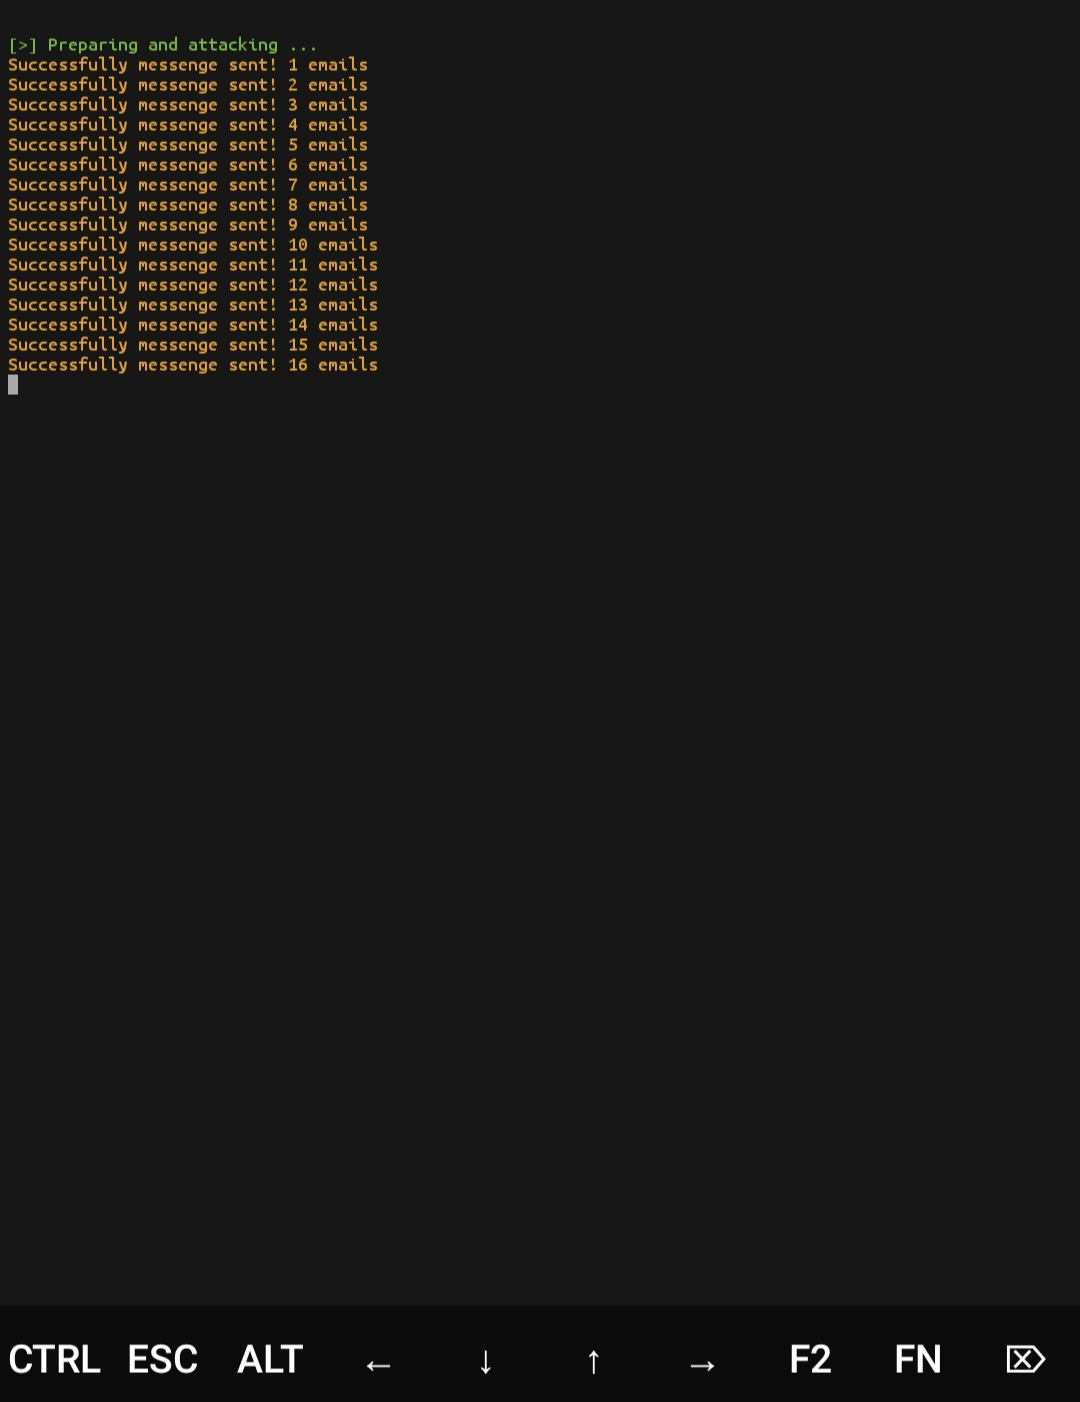 [>] Preparing and attacking ...
Successfully messenge sent! 1 emails
Successfully messenge sent! 2 emails
Successfully messenge sent! 3 emails
Successfully messenge sent! 4 emails
Successfully messenge sent! 5 emails
Successfully messenge sent! 6 emails
Successfully messenge sent! 7 emails
Successfully messenge sent! 8 emails
Successfully messenge sent! 9 emails
Successfully messenge sent! 10 emails
Successfully messenge sent! 11 emails
Successfully messenge sent! 12 emails
Successfully messenge sent! 13 emails
Successfully messenge sent! 14 emails
Successfully messenge sent! 15 emails
Successfully messenge sent! 16 emails
CTRL ESC ALT ← ↓ ↑ → F2 FN ⌦